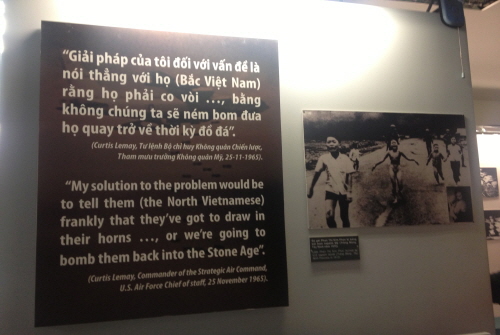 “Giải pháp của tôi đối với vấn đề là
nói thẳng với họ (Bắc Việt Nam)
rằng họ phải co vòi ..., bằng
không chúng ta sẽ ném bom đưa
họ quay trở về thời kỳ đồ đá”.
(Curtis Lemay, Tư lệnh Bộ chỉ huy Không quân Chiến lược,
Tham mưu trưởng Không quân Mỹ, 25-11-1965).
“My solution to the problem would be
to tell them (the North Vietnamese)
frankly that they've got to draw in
their horns ..., or we're going to
bomb them back into the Stone Age”.
(Curtis Lemay, Commander of the Strategic Air Command,
U.S. Air Force Chief of staff, 25 November 1965).